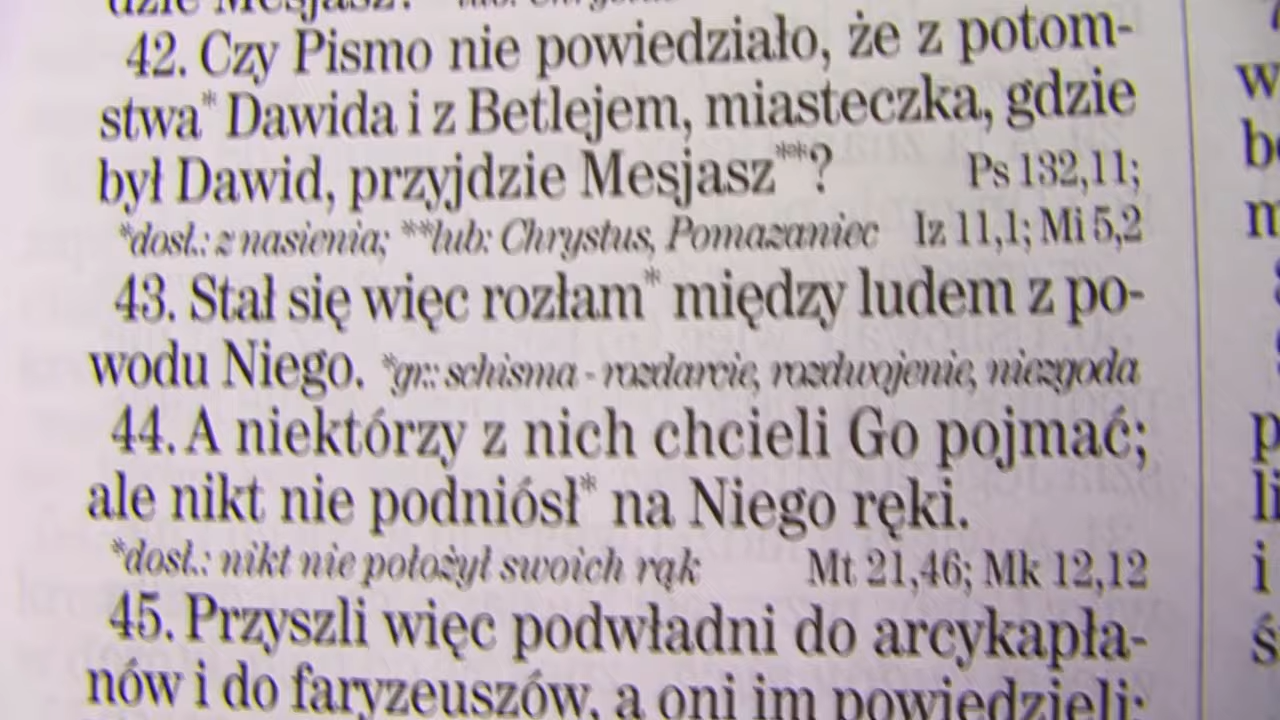 dzie Mesjasz?
42. Czy Pismo nie powiedziało, że z potom-
stwa* Dawida i z Betlejem, miasteczka, gdzie
był Dawid, przyjdzie Mesjasz**? Ps 132,11;
*dosł.: z nasienia; **lub: Chrystus, Pomazaniec Iz 11,1; Mi 5,2
43. Stał się więc rozłam* między ludem z po-
wodu Niego. *gr.: schisma - rozdarcie, rozdwojenie, niezgoda
44. A niektórzy z nich chcieli Go pojmać;
ale nikt nie podniósł* na Niego ręki.
*dosł.: nikt nie położył swoich rąk Mt 21,46; Mk 12,12
45. Przyszli więc podwładni do arcykapła-
nów i do faryzeuszów, a oni im powiedzieli: